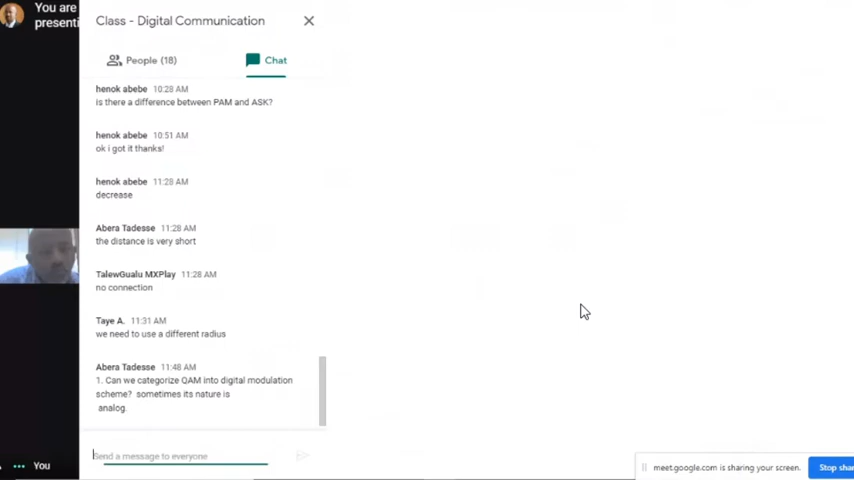 You are
presenti
Class - Digital Communication
People (18)
Chat
henok abebe 10:28 AM
is there a difference between PAM and ASK?
henok abebe 10:51 AM
ok i got it thanks!
henok abebe 11:28 AM
decrease
Abera Tadesse 11:28 AM
the distance is very short
TalewGualu MXPlay 11:28 AM
no connection
Taye A. 11:31 AM
we need to use a different radius
Abera Tadesse 11:48 AM
1. Can we categorize QAM into digital modulation
scheme? sometimes its nature is
analog.
Send a message to everyone
You
meet.google.com is sharing your screen.
Stop shar